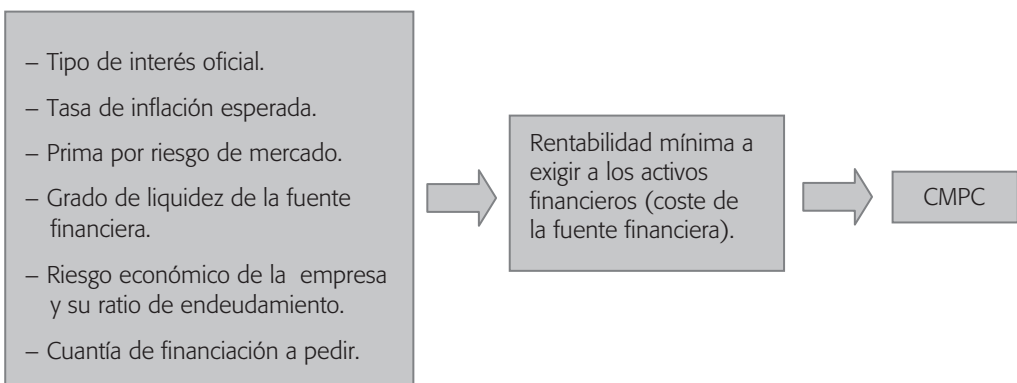 – Tipo de interés oficial.
– Tasa de inflación esperada.
– Prima por riesgo de mercado.
– Grado de liquidez de la fuente
financiera.
– Riesgo económico de la empresa
y su ratio de endeudamiento.
– Cuantía de financiación a pedir.
Rentabilidad mínima a
exigir a los activos
financieros (coste de
la fuente financiera).
CMPC